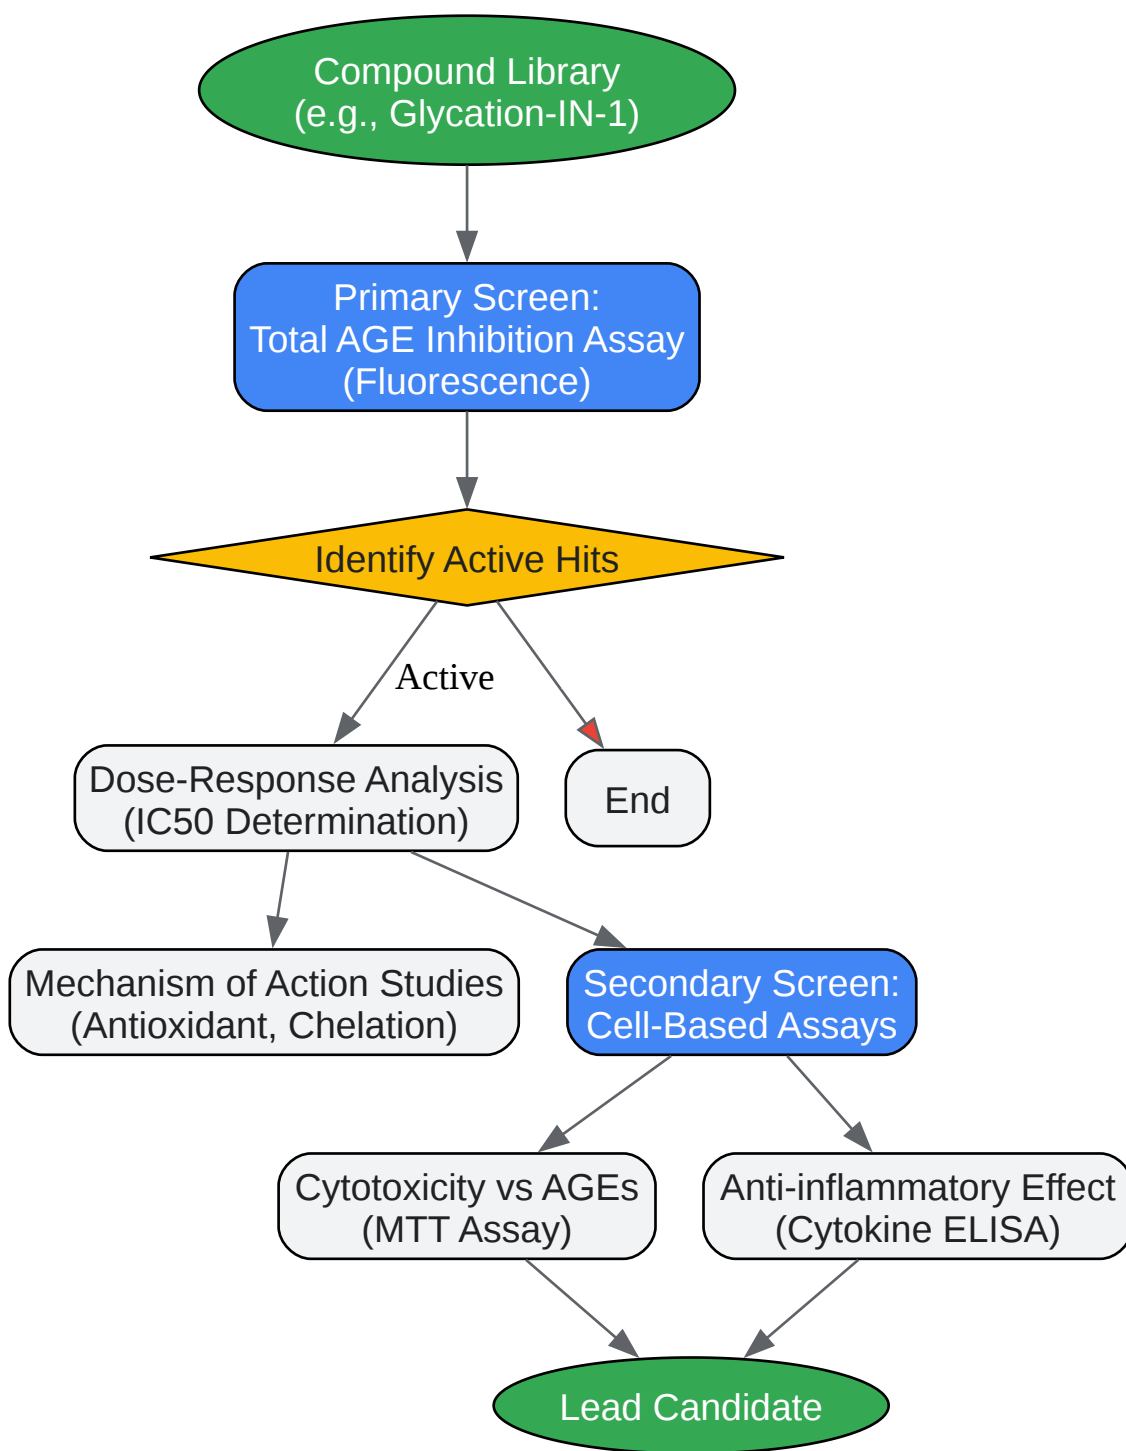 Compound Library
(e.g., Glycation-IN-1)
Primary Screen:
Total AGE Inhibition Assay
(Fluorescence)
Identify Active Hits
Active
Dose-Response Analysis
(IC50 Determination)
End
Mechanism of Action Studies
(Antioxidant, Chelation)
Secondary Screen:
Cell-Based Assays
Cytotoxicity vs AGEs
(MTT Assay)
Anti-inflammatory Effect
(Cytokine ELISA)
Lead Candidate